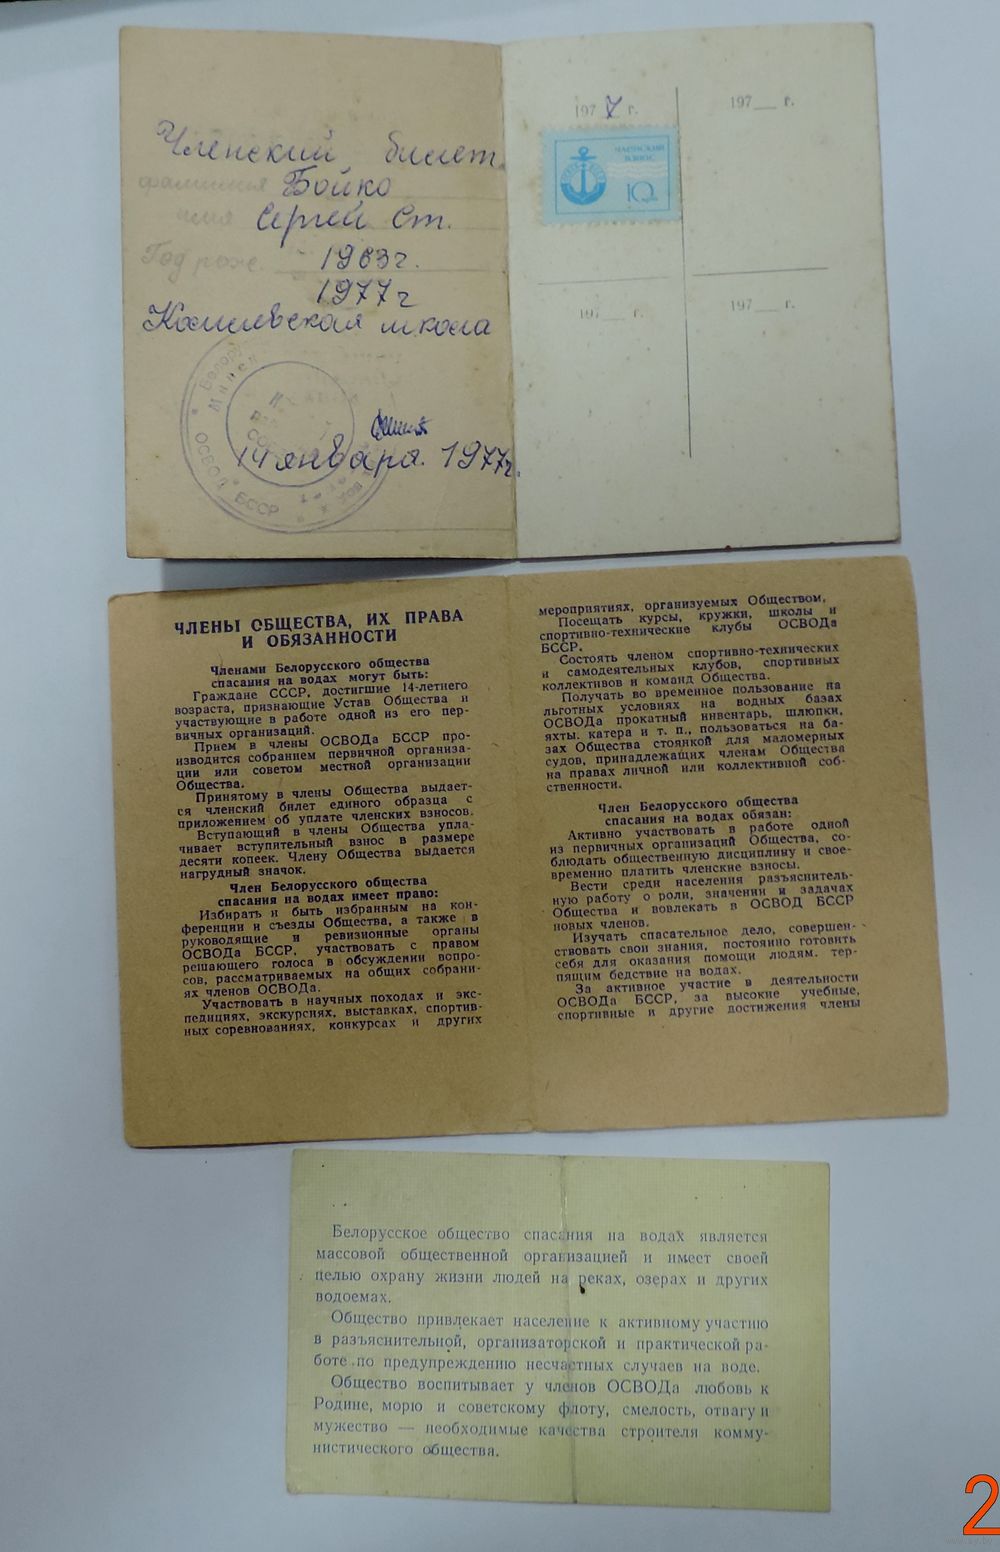 Членский билет
фамилия Бойко
имя Сергей Ст.
Год рожд. 1963 г.
1977 г
школа
14 января. 1977 г.
Белору
Минск
ОСВОД БССР
1977 г.
ЧЛЕНСКИЙ
ВЗНОС
10
197__ г.
197__ г.
197__ г.
ЧЛЕНЫ ОБЩЕСТВА, ИХ ПРАВА
И ОБЯЗАННОСТИ
Членами Белорусского общества
спасания на водах могут быть:
Граждане СССР, достигшие 14-летнего
возраста, признающие Устав Общества и
участвующие в работе одной из его пер-
вичных организаций.
Прием в члены ОСВОДа БССР про-
изводится собранием первичной организа-
ции или советом местной организации
Общества.
Принятому в члены Общества выдает-
ся членский билет единого образца с
приложением об уплате членских взносов.
Вступающий в члены Общества упла-
чивает вступительный взнос в размере
десяти копеек. Члену Общества выдается
нагрудный значок.
Член Белорусского общества
спасания на водах имеет право:
Избирать и быть избранным на кон-
ференции и съезды Общества, а также в
руководящие и ревизионные органы
ОСВОДа БССР, участвовать с правом
решающего голоса в обсуждении вопро-
сов, рассматриваемых на общих собрани-
ях членов ОСВОДа.
Участвовать в научных походах и экс-
педициях, экскурсиях, выставках, спортив-
ных соревнованиях, конкурсах и других
мероприятиях, организуемых Обществом,
Посещать курсы, кружки, школы и
спортивно-технические клубы ОСВОДа
БССР.
Состоять членом спортивно-технических
и самодеятельных клубов, спортивных
коллективов и команд Общества.
Получать во временное пользование на
льготных условиях на водных базах
ОСВОДа прокатный инвентарь, шлюпки,
яхты. катера и т. п., пользоваться на ба-
зах Общества стоянкой для маломерных
судов, принадлежащих членам Общества
на правах личной или коллективной соб-
ственности.
Член Белорусского общества
спасания на водах обязан:
Активно участвовать в работе одной
из первичных организаций Общества, со-
блюдать общественную дисциплину и свое-
временно платить членские взносы.
Вести среди населения разъяснитель-
ную работу о роли, значении и задачах
Общества и вовлекать в ОСВОД БССР
новых членов.
Изучать спасательное дело, совершен-
ствовать свои знания, постоянно готовить
себя для оказания помощи людям. тер-
пящим бедствие на водах.
За активное участие в деятельности
ОСВОДа БССР, за высокие учебные,
спортивные и другие достижения члены
Белорусское общество спасания на водах является
массовой общественной организацией и имеет своей
целью охрану жизни людей на реках, озерах и других
водоемах.
Общество привлекает население к активному участию
в разъяснительной, организаторской и практической ра-
боте по предупреждению несчастных случаев на воде.
Общество воспитывает у членов ОСВОДа любовь к
Родине, морю и советскому флоту, смелость, отвагу и
мужество — необходимые качества строителя комму-
нистического общества.
2